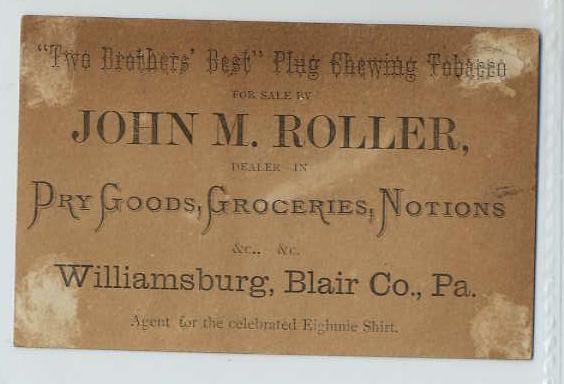 "Two Brothers' Best" Plug Chewing Tobacco
FOR SALE BY
JOHN M. ROLLER,
DEALER IN
DRY GOODS, GROCERIES, NOTIONS
&c., &c.
Williamsburg, Blair Co., Pa.
Agent for the celebrated Eighmie Shirt.